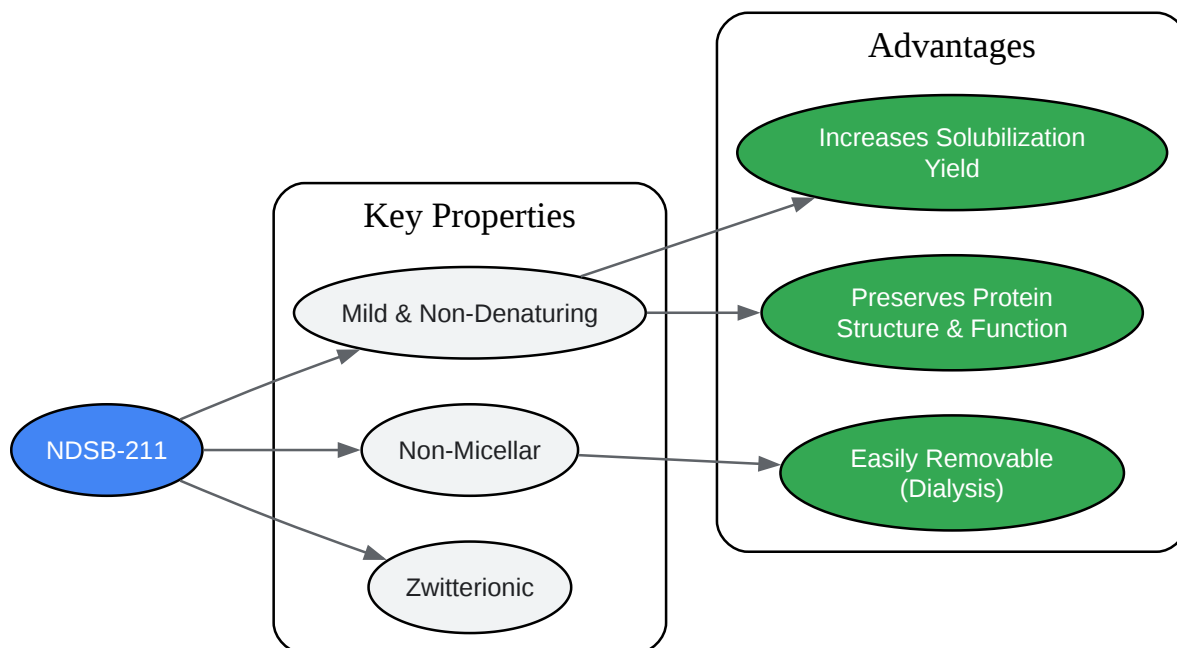 NDSB-211
Key Properties
Mild & Non-Denaturing
Non-Micellar
Zwitterionic
Advantages
Increases Solubilization
Yield
Preserves Protein
Structure & Function
Easily Removable
(Dialysis)